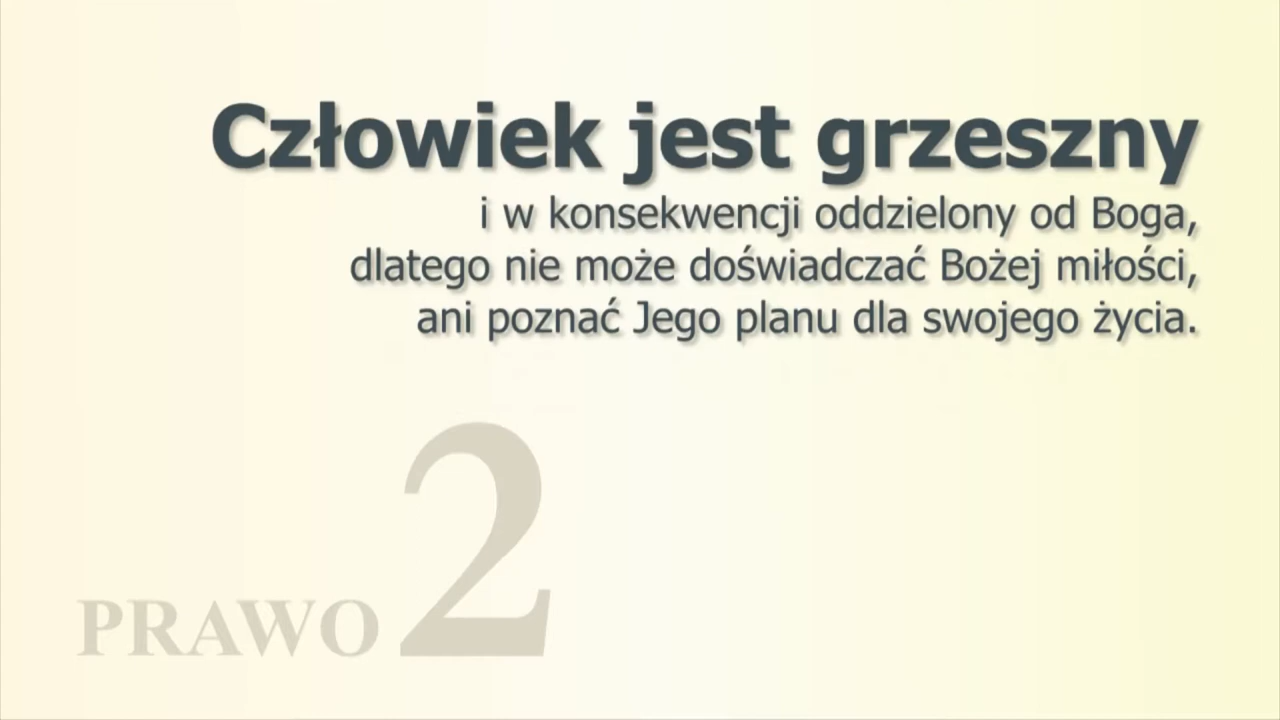 Człowiek jest grzeszny
i w konsekwencji oddzielony od Boga,
dlatego nie może doświadczać Bożej miłości,
ani poznać Jego planu dla swojego życia.
PRAWO 2